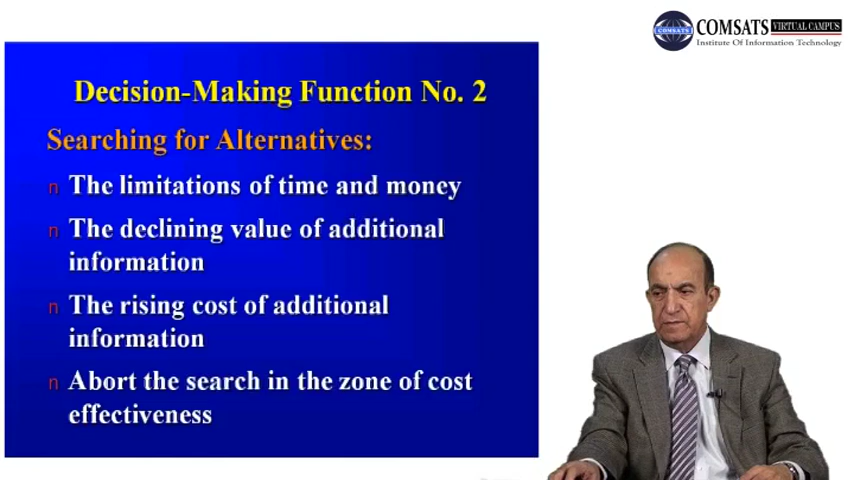 COMSATS VIRTUAL CAMPUS
COMSATS
Institute Of Information Technology
Decision-Making Function No. 2
Searching for Alternatives:
n The limitations of time and money
n The declining value of additional
information
n The rising cost of additional
information
n Abort the search in the zone of cost
effectiveness